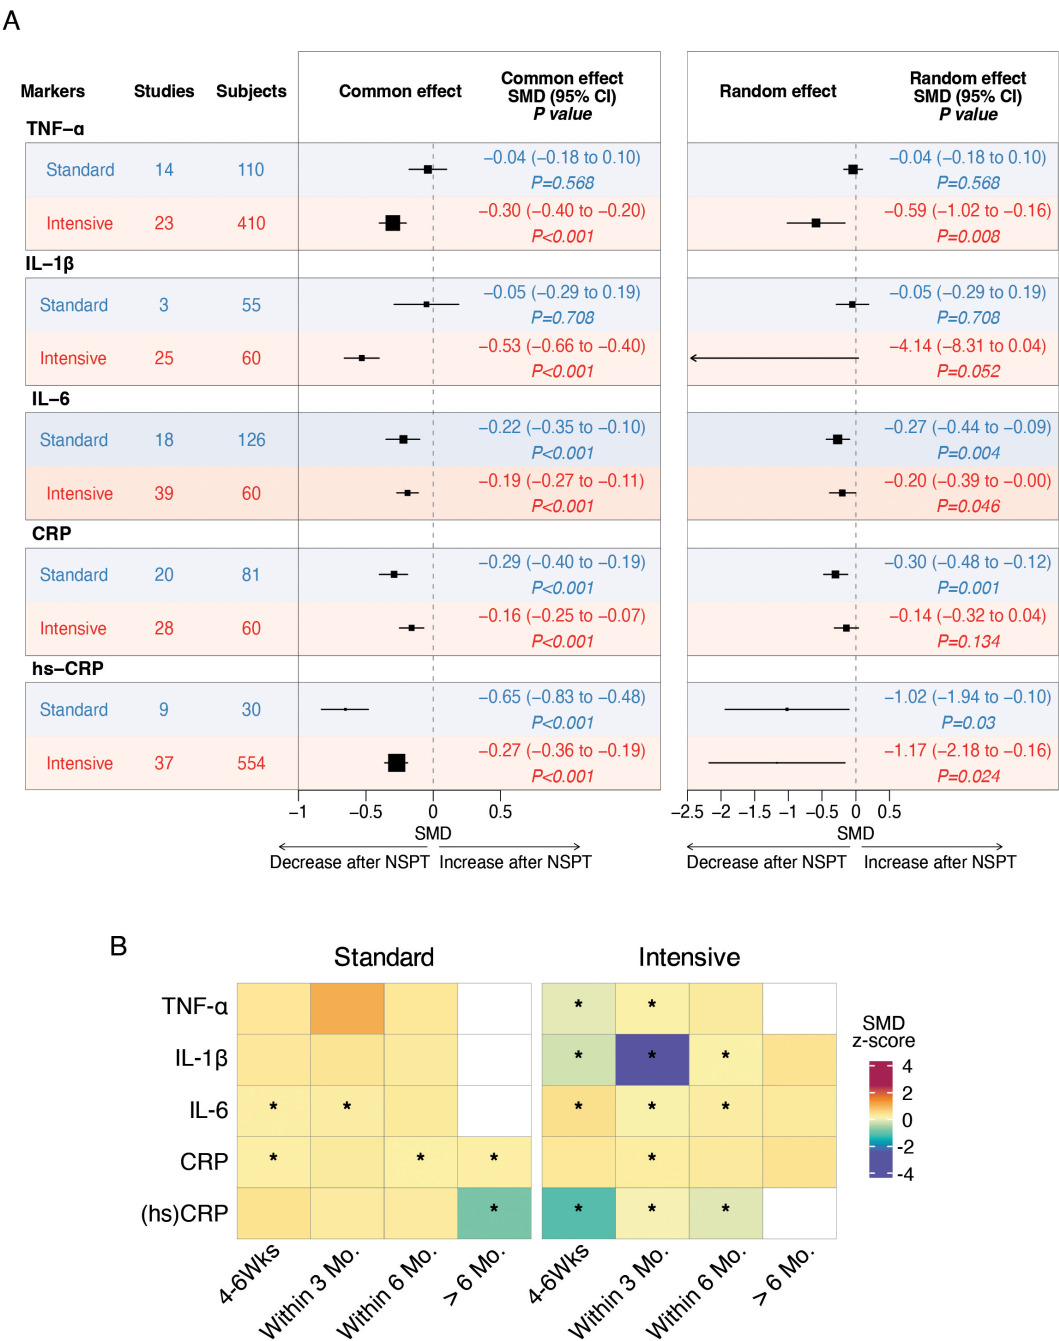 A
Markers Studies Subjects Common effect Common effect SMD (95% CI) P value Random effect Random effect SMD (95% CI) P value
TNF–α
Standard 14 110 −0.04 (−0.18 to 0.10) P=0.568 −0.04 (−0.18 to 0.10) P=0.568
Intensive 23 410 −0.30 (−0.40 to −0.20) P<0.001 −0.59 (−1.02 to −0.16) P=0.008
IL–1β
Standard 3 55 −0.05 (−0.29 to 0.19) P=0.708 −0.05 (−0.29 to 0.19) P=0.708
Intensive 25 60 −0.53 (−0.66 to −0.40) P<0.001 −4.14 (−8.31 to 0.04) P=0.052
IL–6
Standard 18 126 −0.22 (−0.35 to −0.10) P<0.001 −0.27 (−0.44 to −0.09) P=0.004
Intensive 39 60 −0.19 (−0.27 to −0.11) P<0.001 −0.20 (−0.39 to −0.00) P=0.046
CRP
Standard 20 81 −0.29 (−0.40 to −0.19) P<0.001 −0.30 (−0.48 to −0.12) P=0.001
Intensive 28 60 −0.16 (−0.25 to −0.07) P<0.001 −0.14 (−0.32 to 0.04) P=0.134
hs–CRP
Standard 9 30 −0.65 (−0.83 to −0.48) P<0.001 −1.02 (−1.94 to −0.10) P=0.03
Intensive 37 554 −0.27 (−0.36 to −0.19) P<0.001 −1.17 (−2.18 to −0.16) P=0.024
−1 −0.5 0 0.5 −2.5 −2 −1.5 −1 −0.5 0 0.5
SMD SMD
Decrease after NSPT Increase after NSPT Decrease after NSPT Increase after NSPT
B
Standard Intensive
TNF-α * *
IL-1β * * *
IL-6 * * * * *
CRP * * * *
(hs)CRP * * * *
4-6Wks Within 3 Mo. Within 6 Mo. > 6 Mo. 4-6Wks Within 3 Mo. Within 6 Mo. > 6 Mo.
SMD
z-score
4
2
0
-2
-4